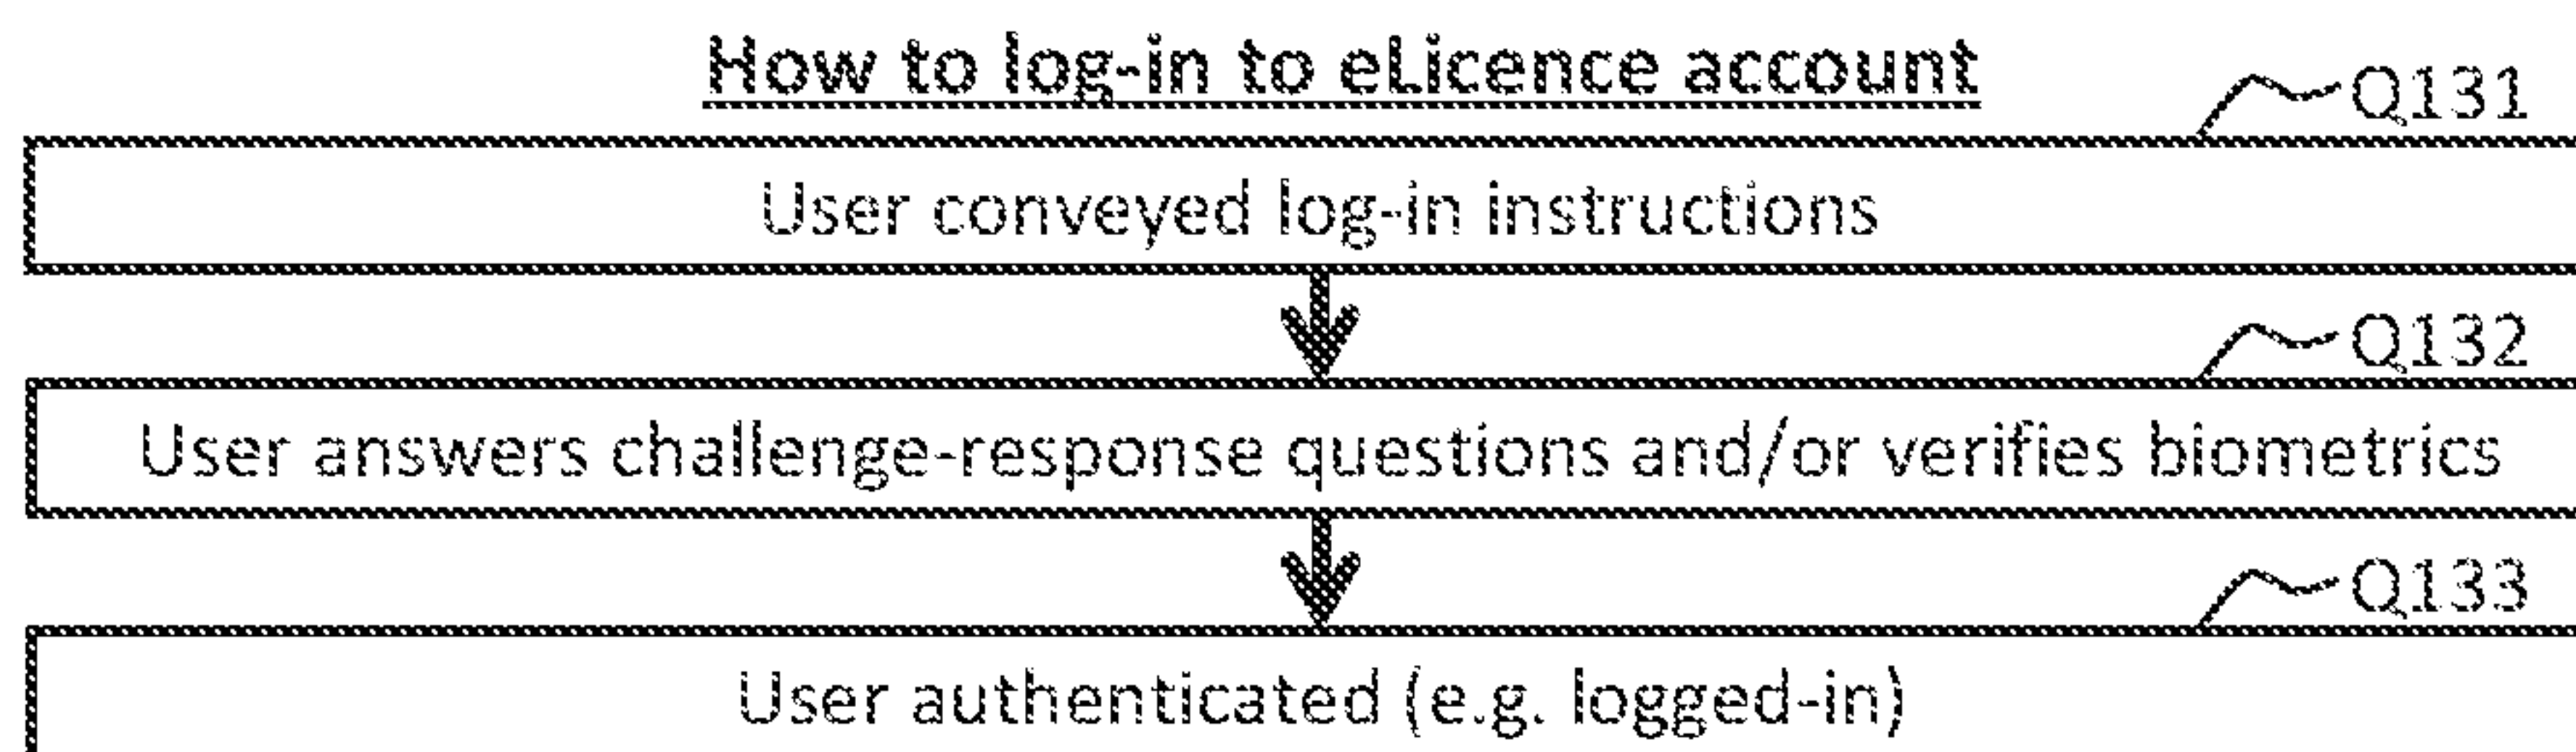 How to log-in to eLicence account
Q131
User conveyed log-in instructions
Q132
User answers challenge-response questions and/or verifies biometrics
Q133
User authenticated (e.g. logged-in)